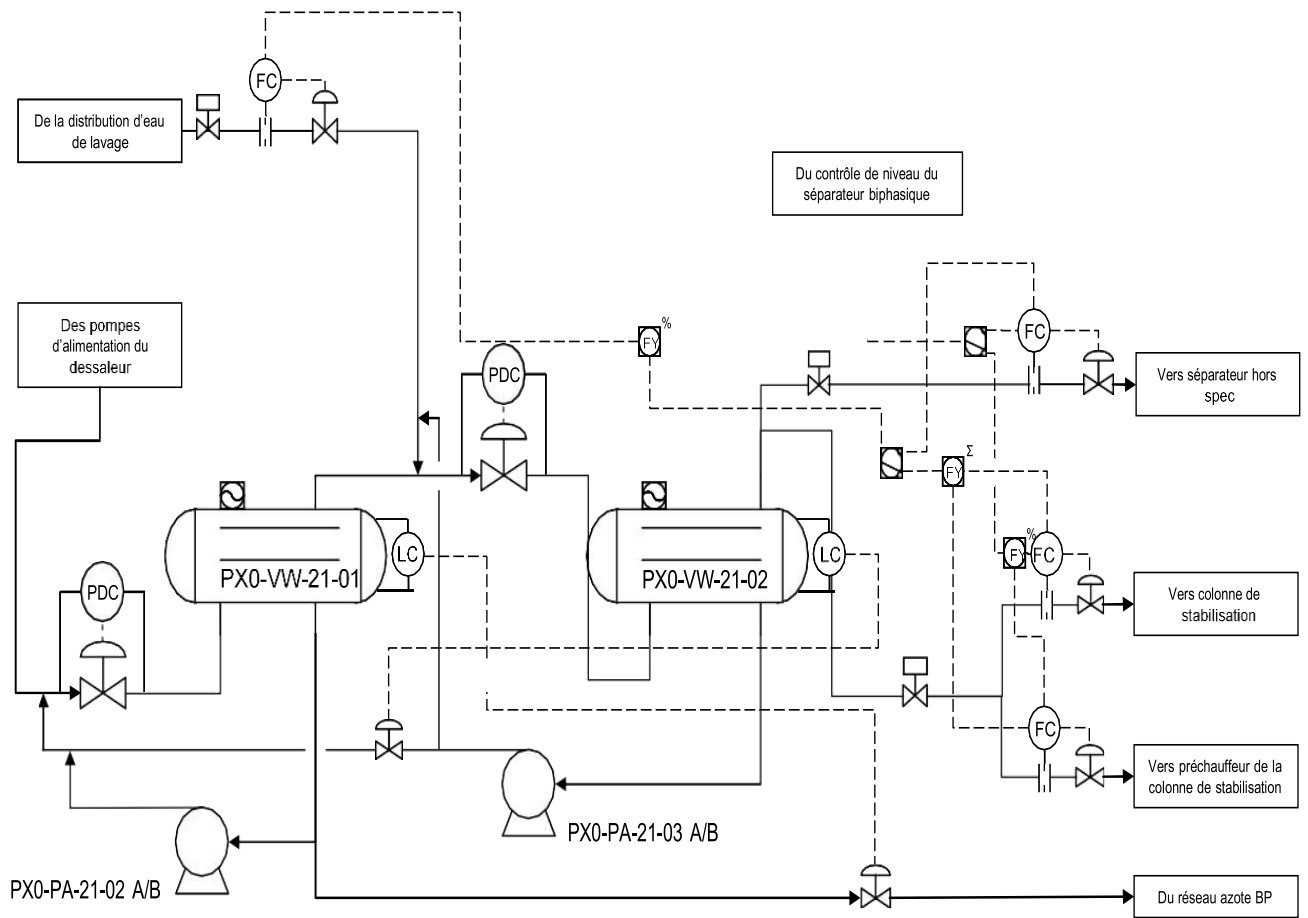 FC
De la distribution d'eau
de lavage
Du contrôle de niveau du
séparateur biphasique
Des pompes
d'alimentation du
dessaleur
FY
%
PDC
FC
Vers séparateur hors
spec
FY
Σ
LC
PX0-VW-21-01
LC
PX0-VW-21-02
FY
%
FC
PDC
Vers colonne de
stabilisation
FC
Vers préchauffeur de la
colonne de stabilisation
PX0-PA-21-03 A/B
PX0-PA-21-02 A/B
Du réseau azote BP